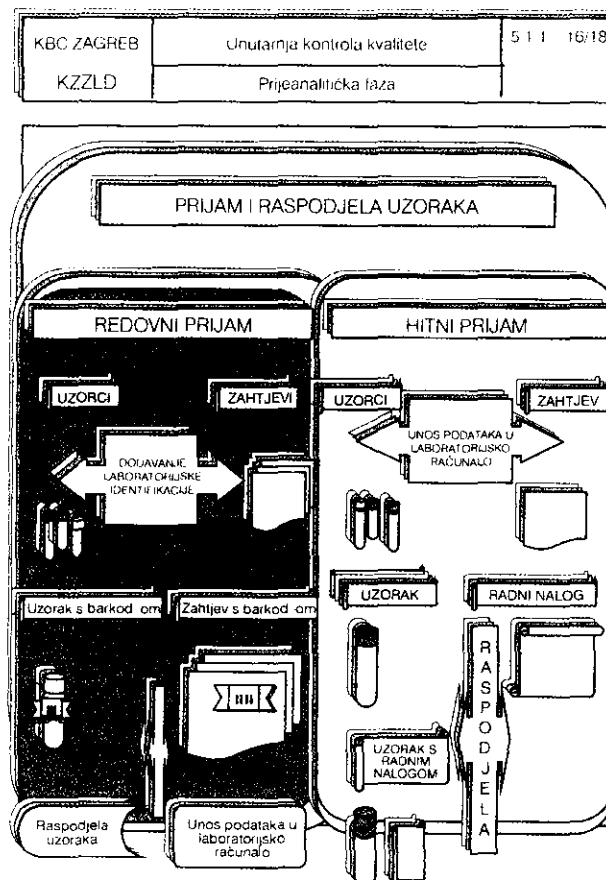 KBC ZAGREB
KZZLD
Unutarnja kontrola kvalitete
Prijeanalitička faza
5 1 1 16/18
PRIJAM I RASPODJELA UZORAKA
REDOVNI PRIJAM
UZORCI
ZAHTJEVI
DODAVANJE
LABORATORIJSKE
IDENTIFIKACIJE
Uzorak s barkod-om
Zahtjev s barkod-om
Raspodjela
uzoraka
Unos podataka u
laboratorijsko
računalo
HITNI PRIJAM
UZORCI
ZAHTJEV
UNOS PODATAKA U
LABORATORIJSKO
RAČUNALO
UZORAK
RADNI NALOG
UZORAK S
RADNIM
NALOGOM
R
A
S
P
O
D
J
E
L
A